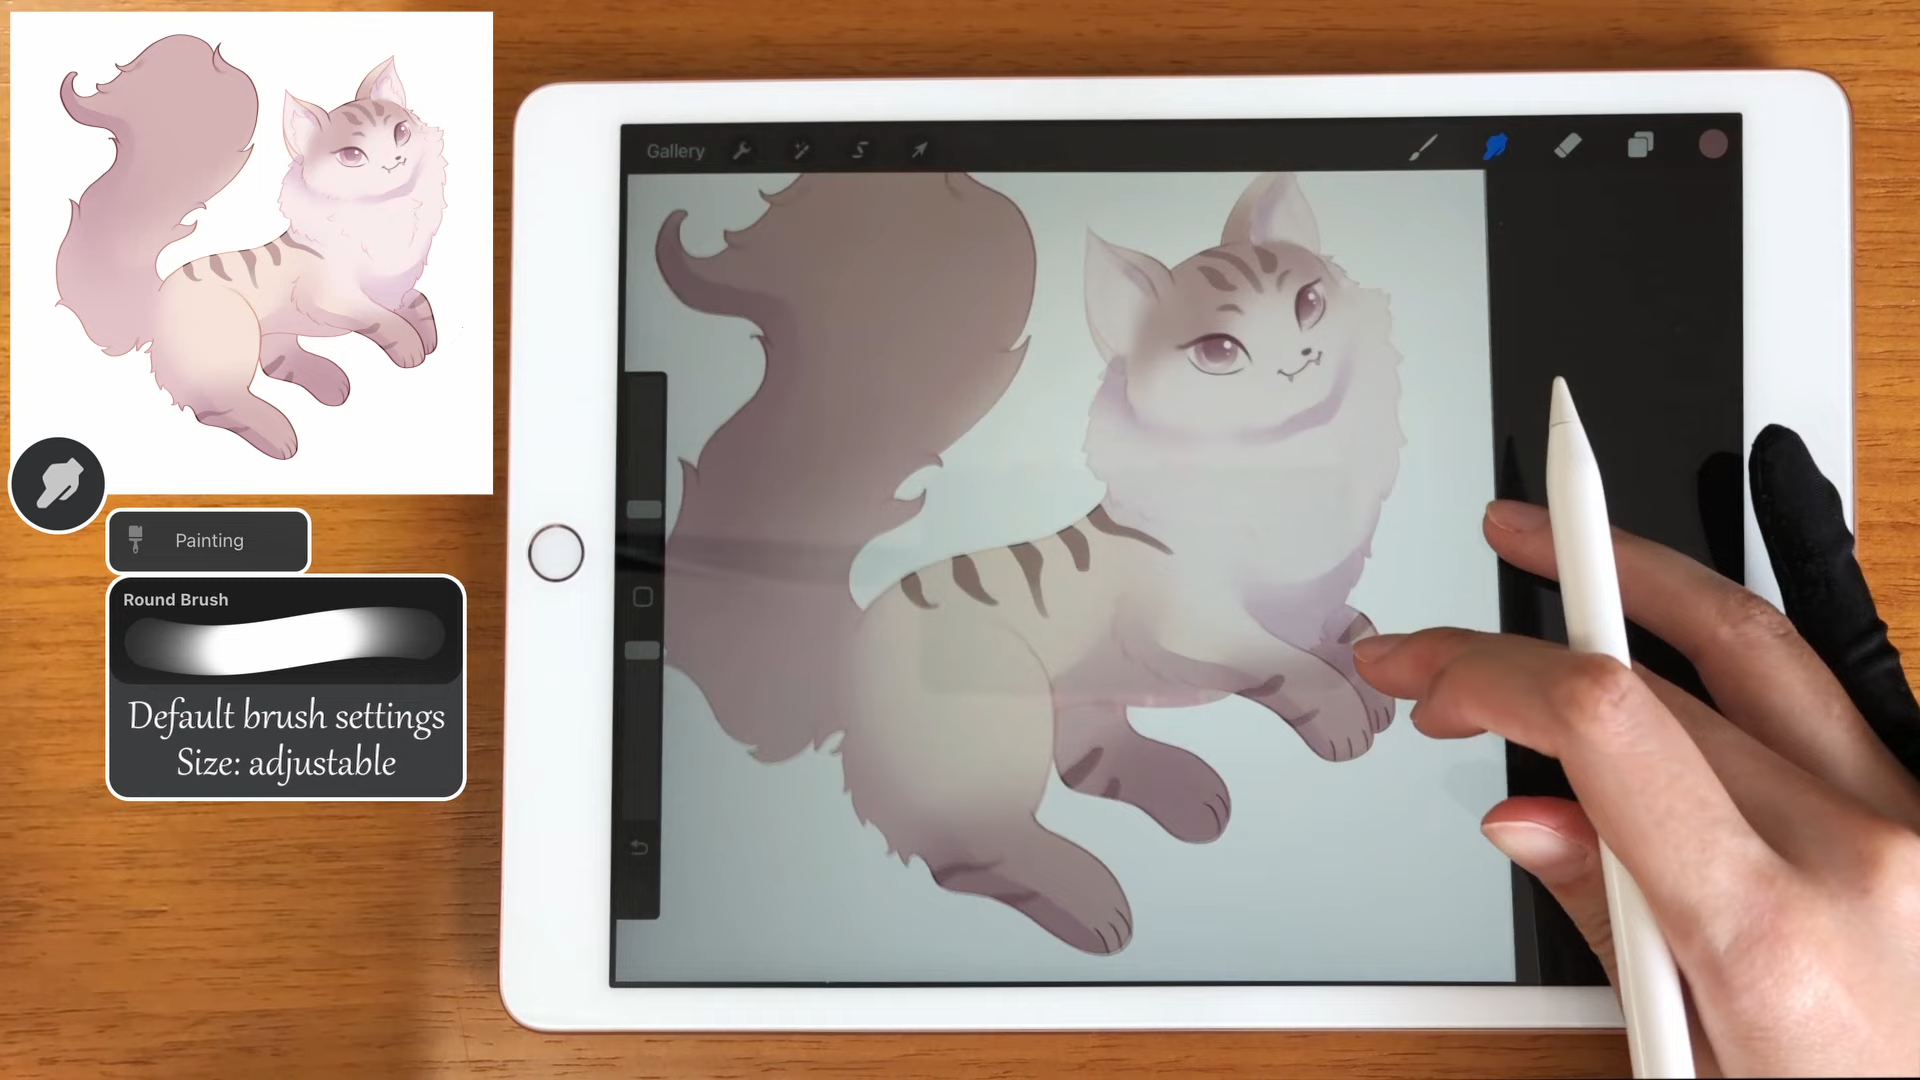 Gallery
Painting
Round Brush
Default brush settings
Size: adjustable